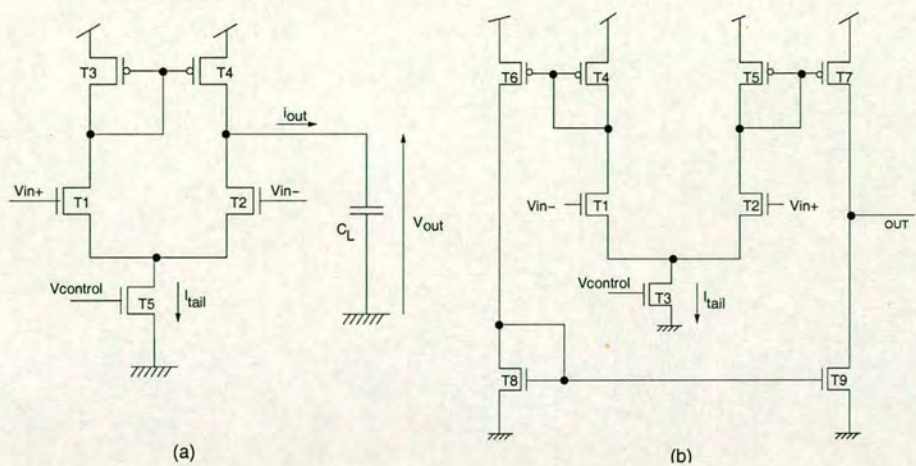 T3
T4
iout
Vin+
T1
T2
Vin−
CL
Vout
Vcontrol
T5
Itail
(a)
T6
T4
T5
T7
Vin−
T1
T2
Vin+
OUT
Vcontrol
T3
Itail
T8
T9
(b)